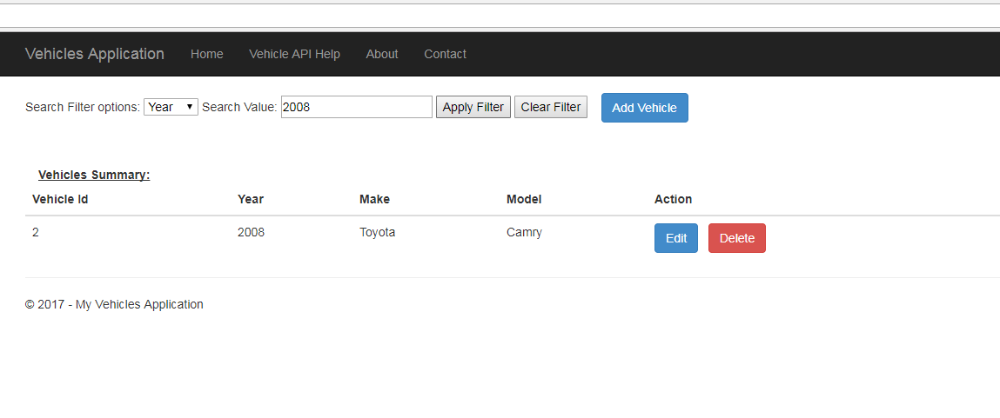 Vehicles Application Home Vehicle API Help About Contact
Search Filter options: Year Search Value: 2008 Apply Filter Clear Filter Add Vehicle
Vehicles Summary:
Vehicle Id Year Make Model Action
2 2008 Toyota Camry Edit Delete
© 2017 - My Vehicles Application